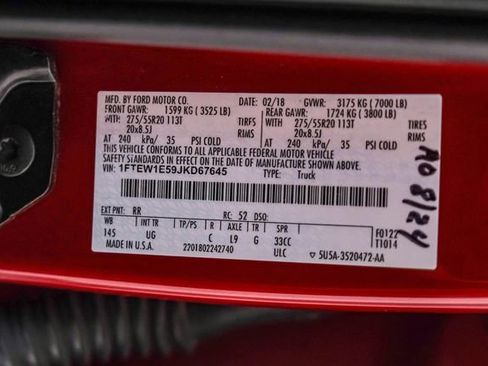 MFD. BY FORD MOTOR CO.
DATE: 02/18 GVWR: 3175 KG ( 7000 LB)
FRONT GAWR: 1599 KG ( 3525 LB) REAR GAWR: 1724 KG ( 3800 LB)
WITH 275/55R20 113T TIRES WITH 275/55R20 113T TIRES
20x8.5J RIMS 20x8.5J RIMS
AT 240 kPa/ 35 PSI COLD AT 240 kPa/ 35 PSI COLD
THIS VEHICLE CONFORMS TO ALL APPLICABLE FEDERAL MOTOR VEHICLE
SAFETY AND THEFT PREVENTION STANDARDS IN EFFECT ON THE DATE OF
MANUFACTURE SHOWN ABOVE.
VIN: 1FTEW1E59JKD67645 TYPE: Truck
EXT PNT: RR RC: 52 DSO: F0122
WB TP/PS R AXLE TR SPR T1014
145 UG C L9 G 33CC
MADE IN U.S.A. 2201802242740 ULC 5U5A-3520472-AA
A08/24